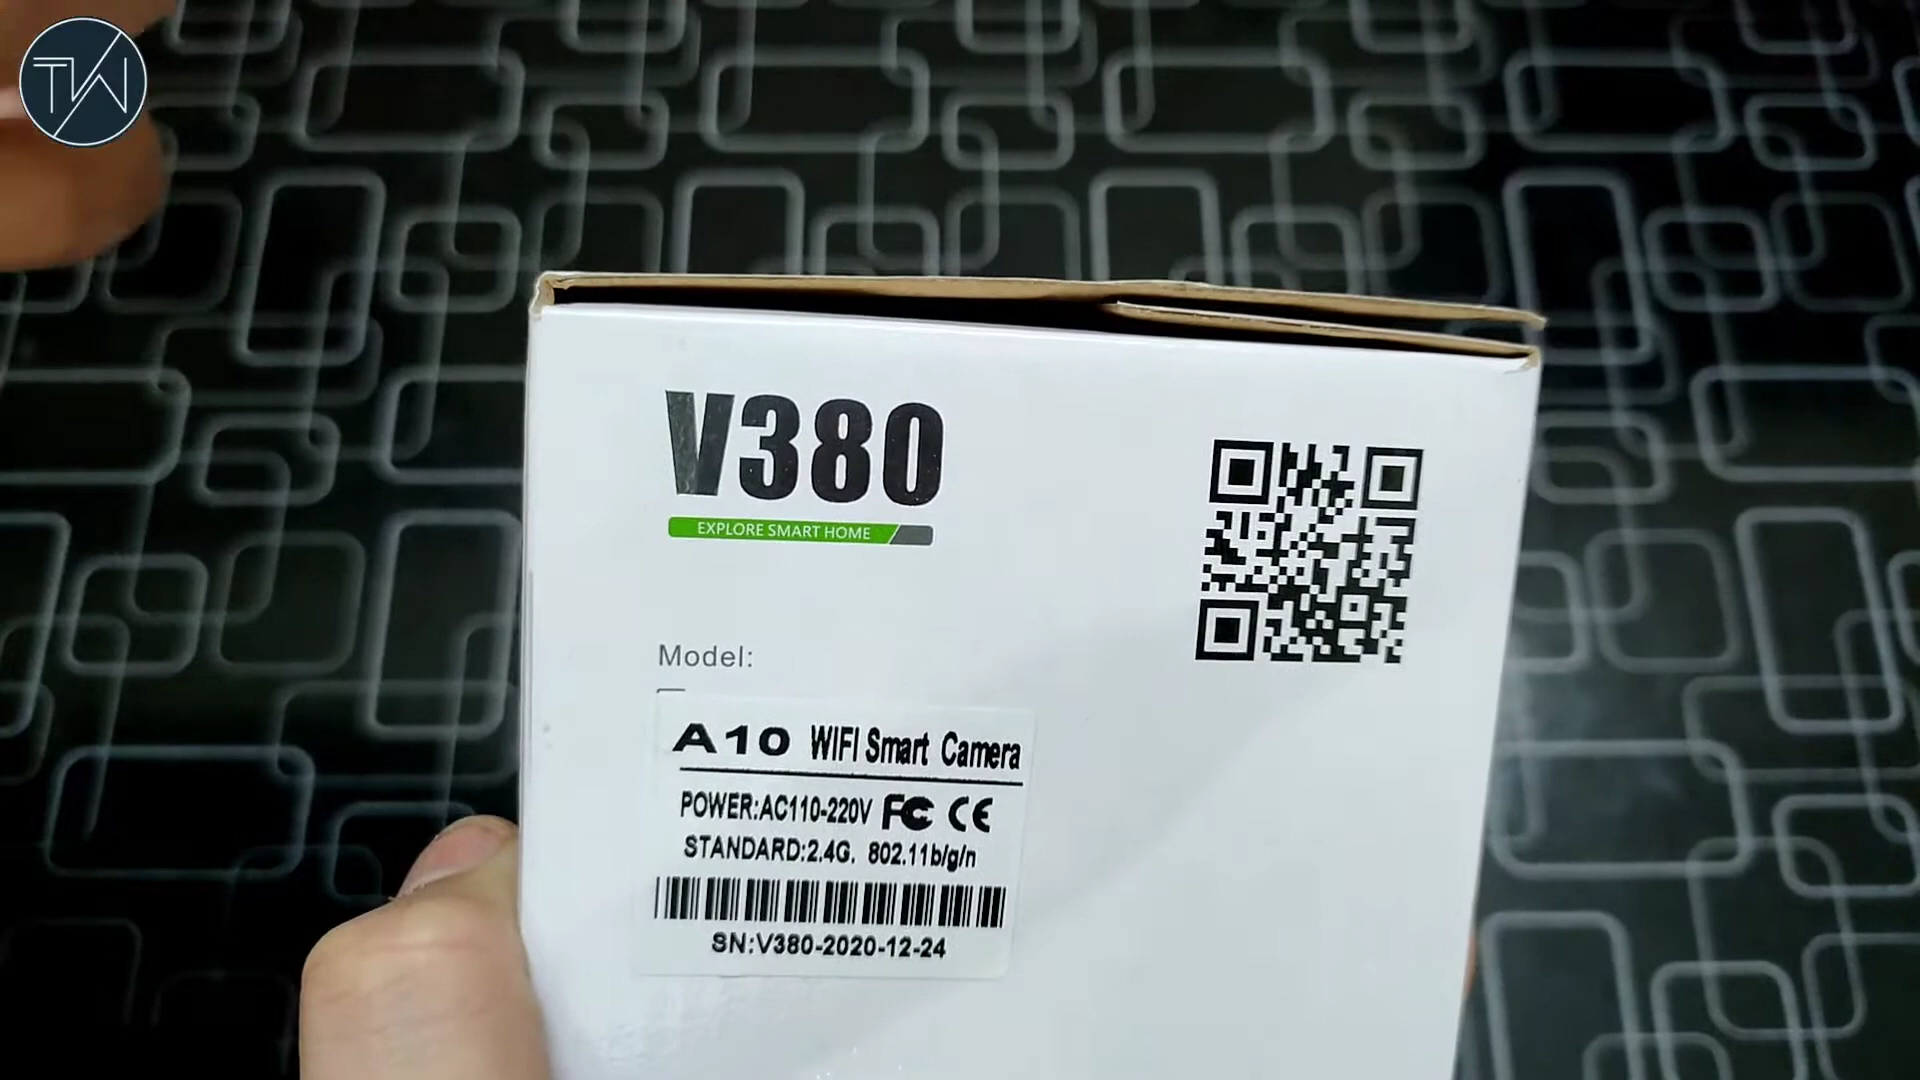 TW
V380
EXPLORE SMART HOME
Model:
A10 WIFI Smart Camera
POWER:AC110-220V FC CE
STANDARD:2.4G. 802.11b/g/n
SN:V380-2020-12-24